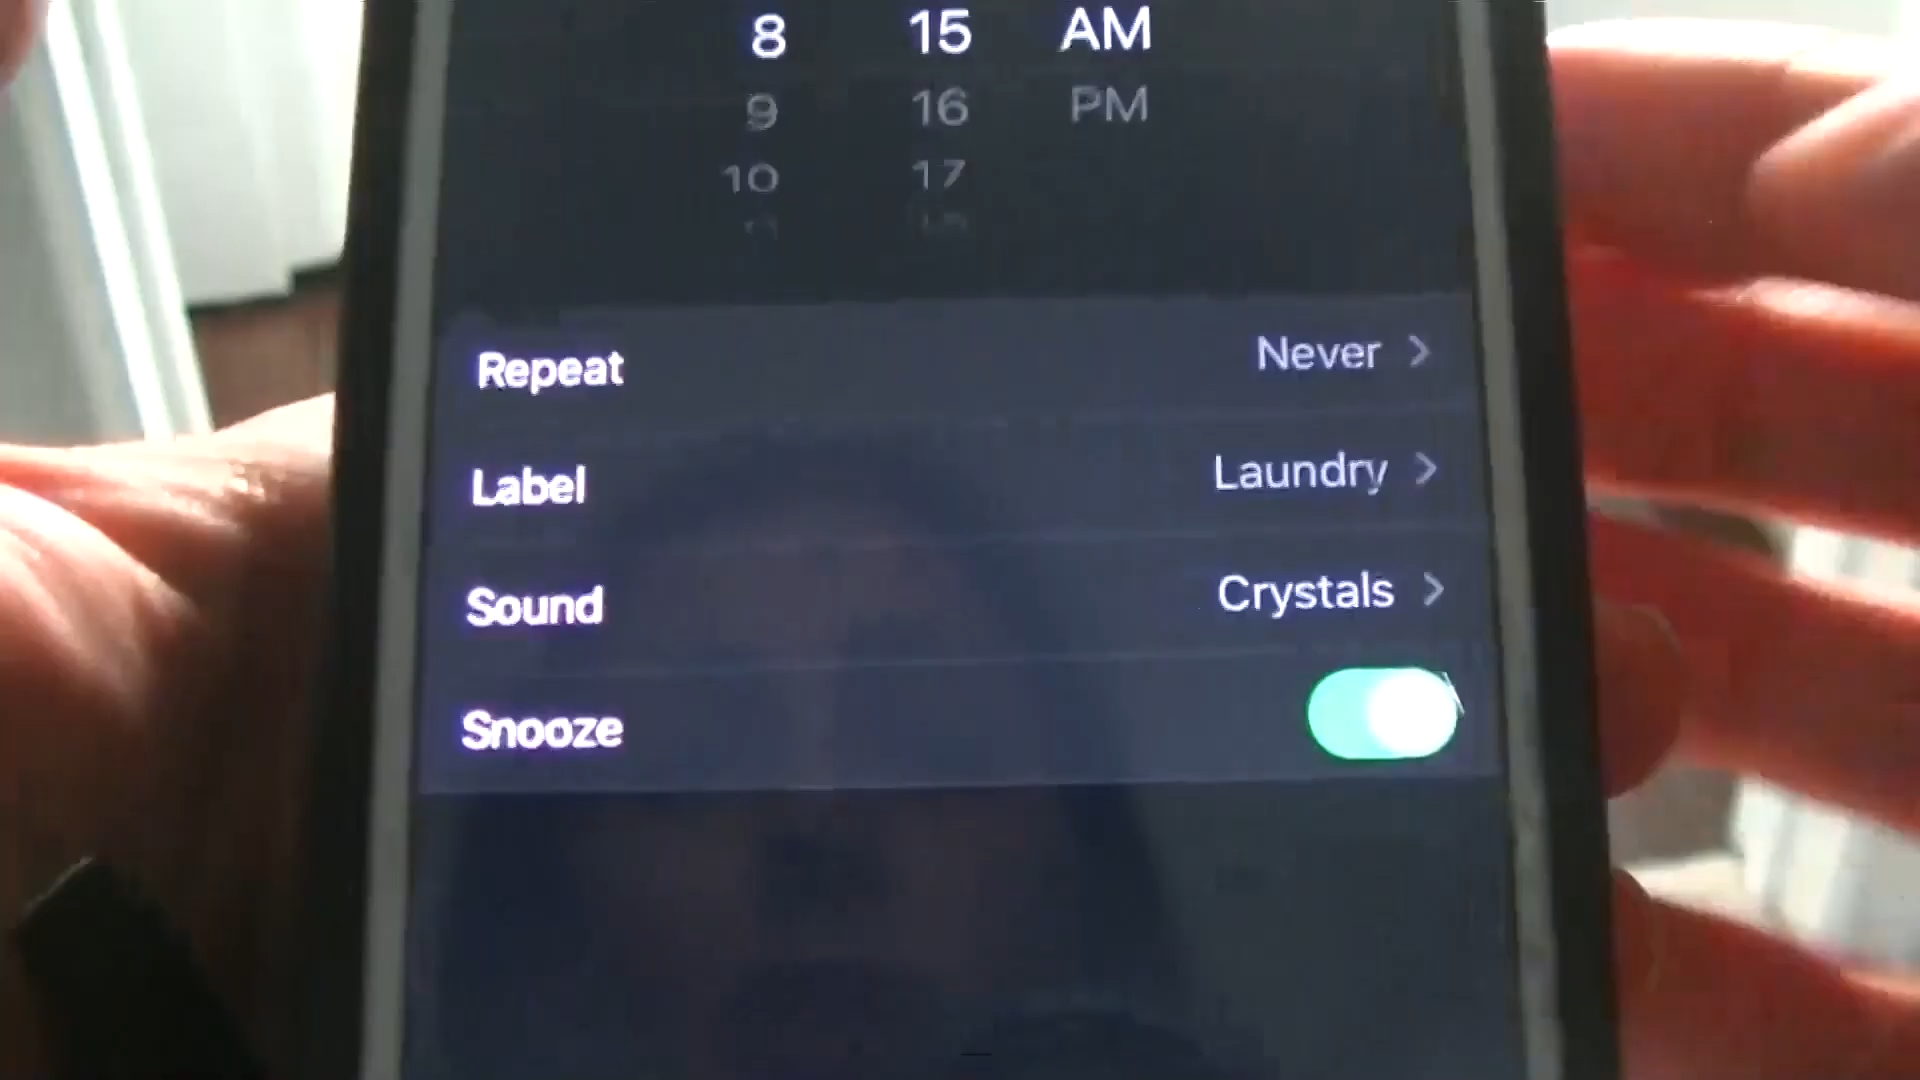 8 15 AM
9 16 PM
10 17
Repeat Never
Label Laundry
Sound Crystals
Snooze